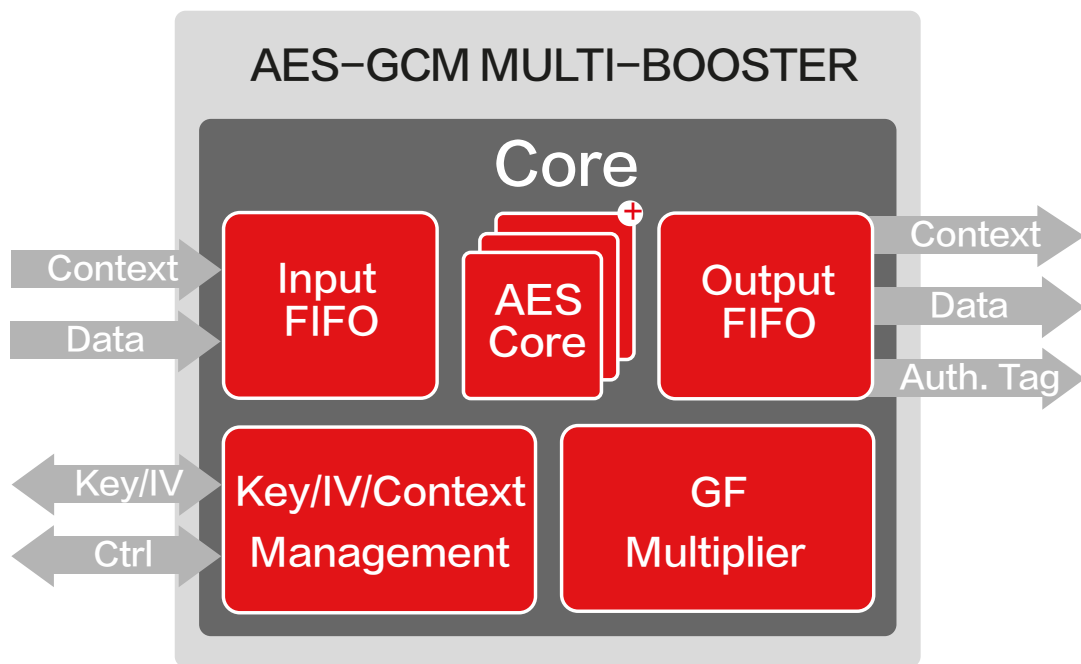 AES-GCM MULTI-BOOSTER
Core
Context
Data
Input
FIFO
+
AES
Core
Output
FIFO
Context
Data
Auth. Tag
Key/IV
Ctrl
Key/IV/Context
Management
GF
Multiplier